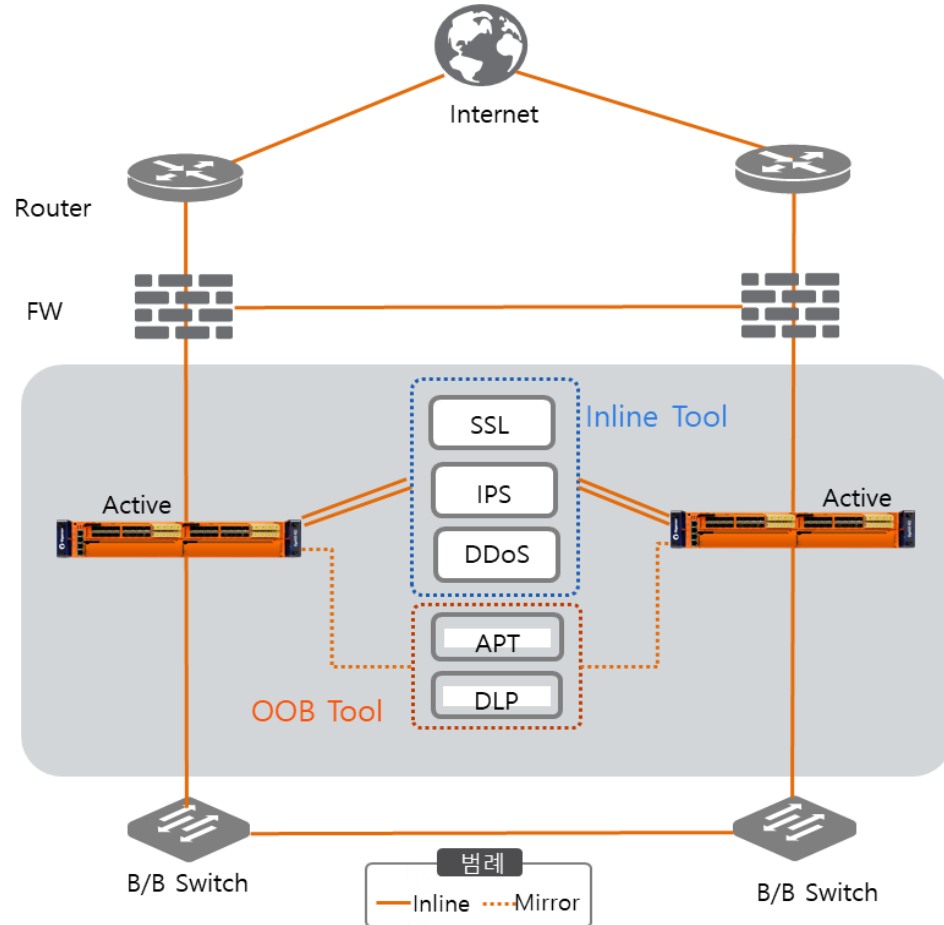 Internet
Router
FW
SSL
Inline Tool
IPS
Active
Active
DDoS
APT
DLP
OOB Tool
B/B Switch
B/B Switch
범례
Inline
Mirror